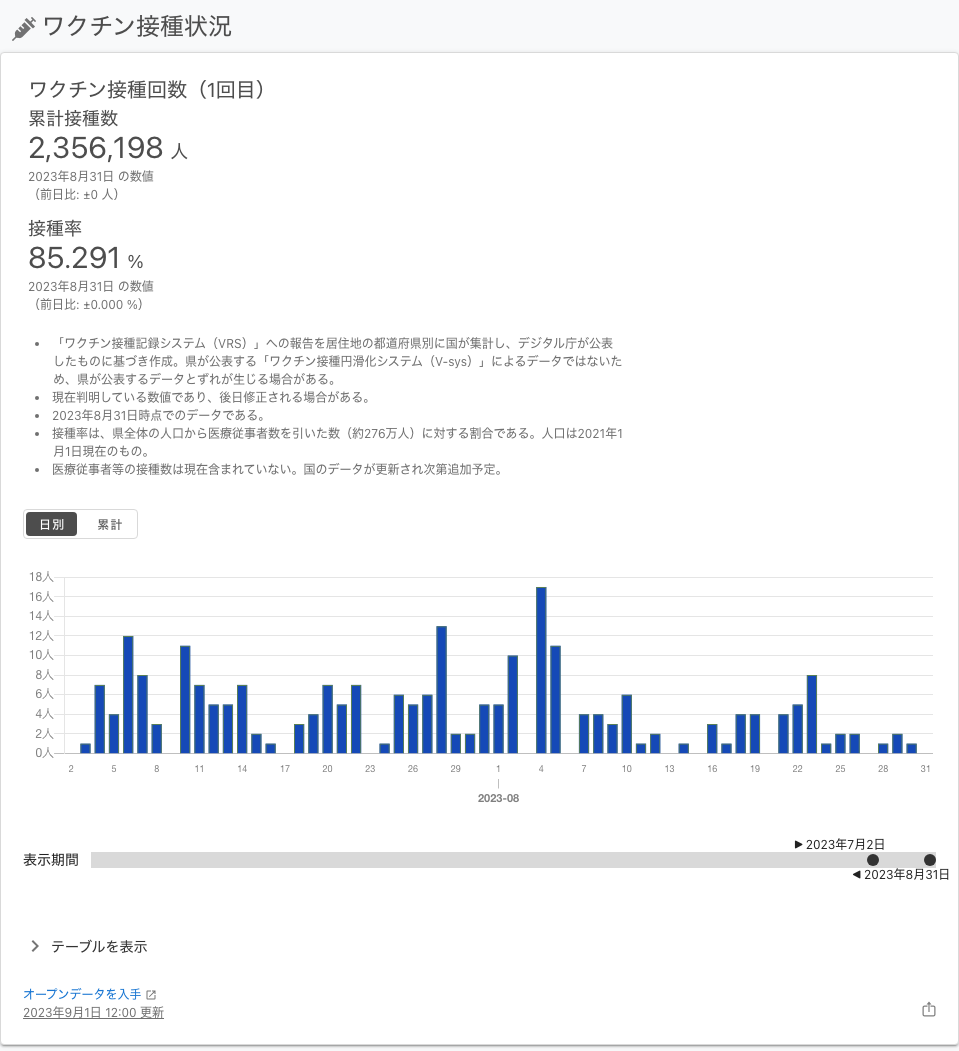 ワクチン接種状況
ワクチン接種回数（1回目）
累計接種数
2,356,198 人
2023年8月31日 の数値
（前日比: ±0 人）
接種率
85.291 %
2023年8月31日 の数値
（前日比: ±0.000 %）
• 「ワクチン接種記録システム（VRS）」への報告を居住地の都道府県別に国が集計し、デジタル庁が公表
したものに基づき作成。県が公表する「ワクチン接種円滑化システム（V-sys）」によるデータではないた
め、県が公表するデータとずれが生じる場合がある。
• 現在判明している数値であり、後日修正される場合がある。
• 2023年8月31日時点でのデータである。
• 接種率は、県全体の人口から医療従事者数を引いた数（約276万人）に対する割合である。人口は2021年1
月1日現在のもの。
• 医療従事者等の接種数は現在含まれていない。国のデータが更新され次第追加予定。
日別 累計
18人
16人
14人
12人
10人
8人
6人
4人
2人
0人
2 5 8 11 14 17 20 23 26 29 1 4 7 10 13 16 19 22 25 28 31
2023-08
▶ 2023年7月2日
表示期間
◀ 2023年8月31日
テーブルを表示
オープンデータを入手
2023年9月1日 12:00 更新